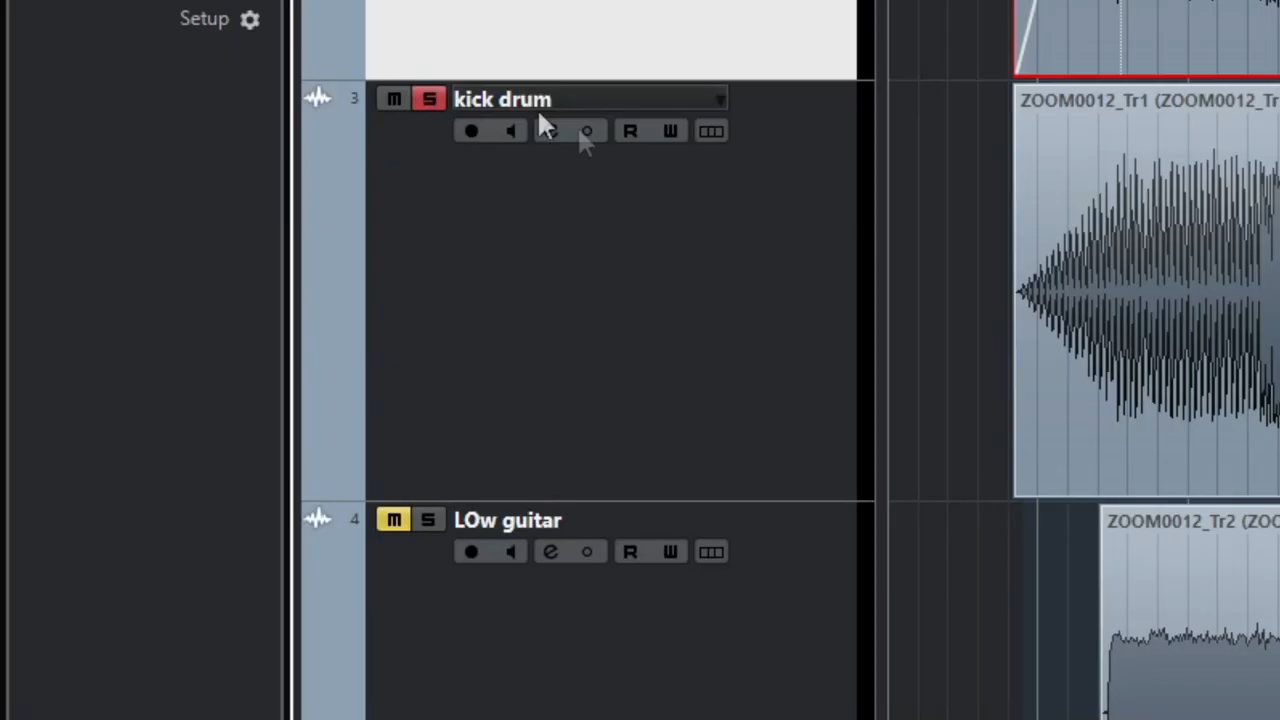 Setup
3 M S kick drum
R W
ZOOM0012_Tr1 (ZOOM0012_Tr
4 M S LOw guitar
e R W
ZOOM0012_Tr2 (ZOO